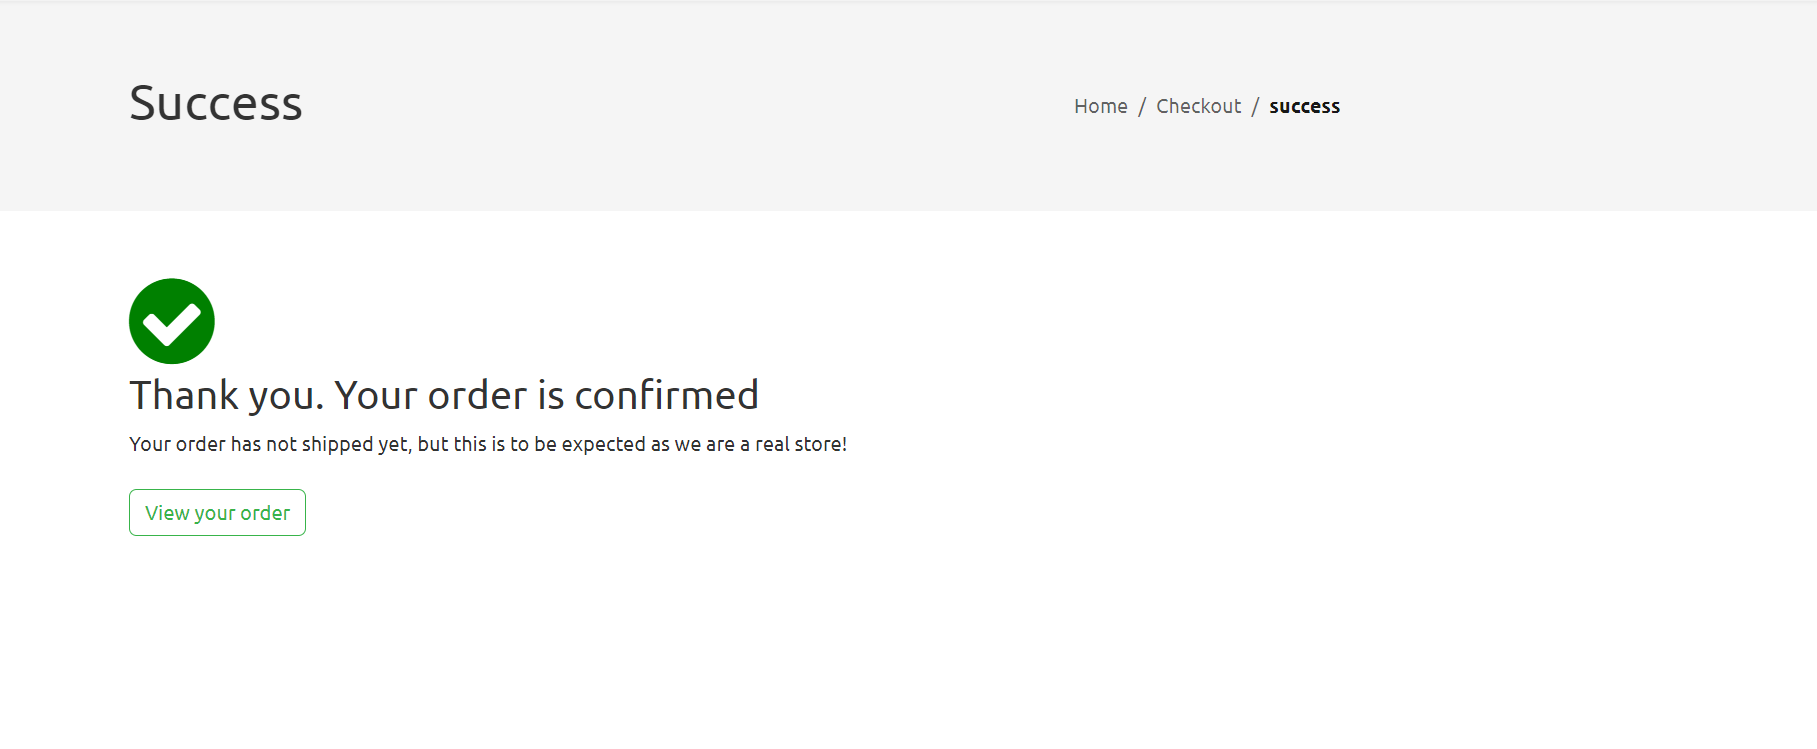 Success
Home / Checkout / success
Thank you. Your order is confirmed
Your order has not shipped yet, but this is to be expected as we are a real store!
View your order